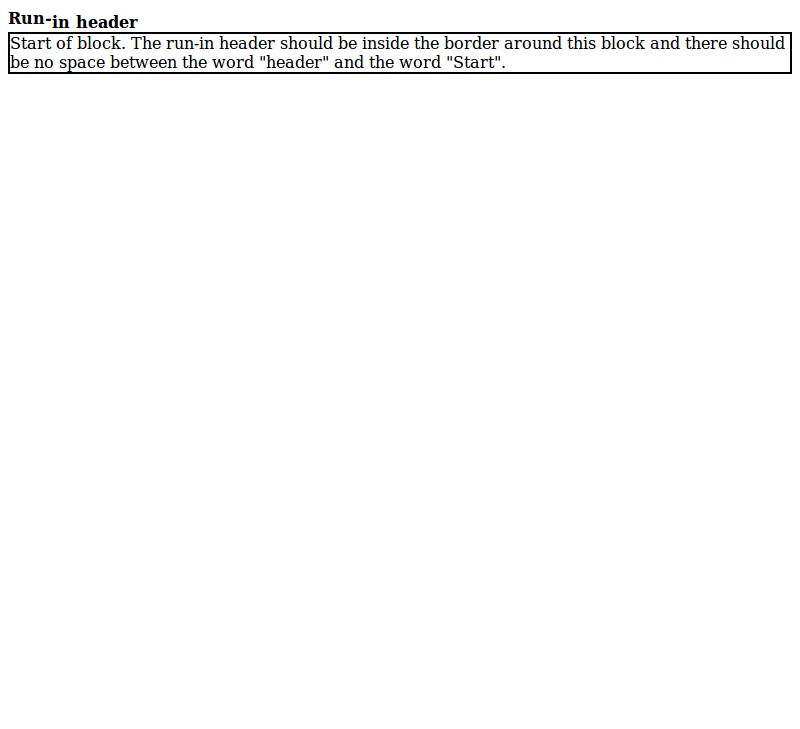 Run-in header
Start of block. The run-in header should be inside the border around this block and there should
be no space between the word "header" and the word "Start".